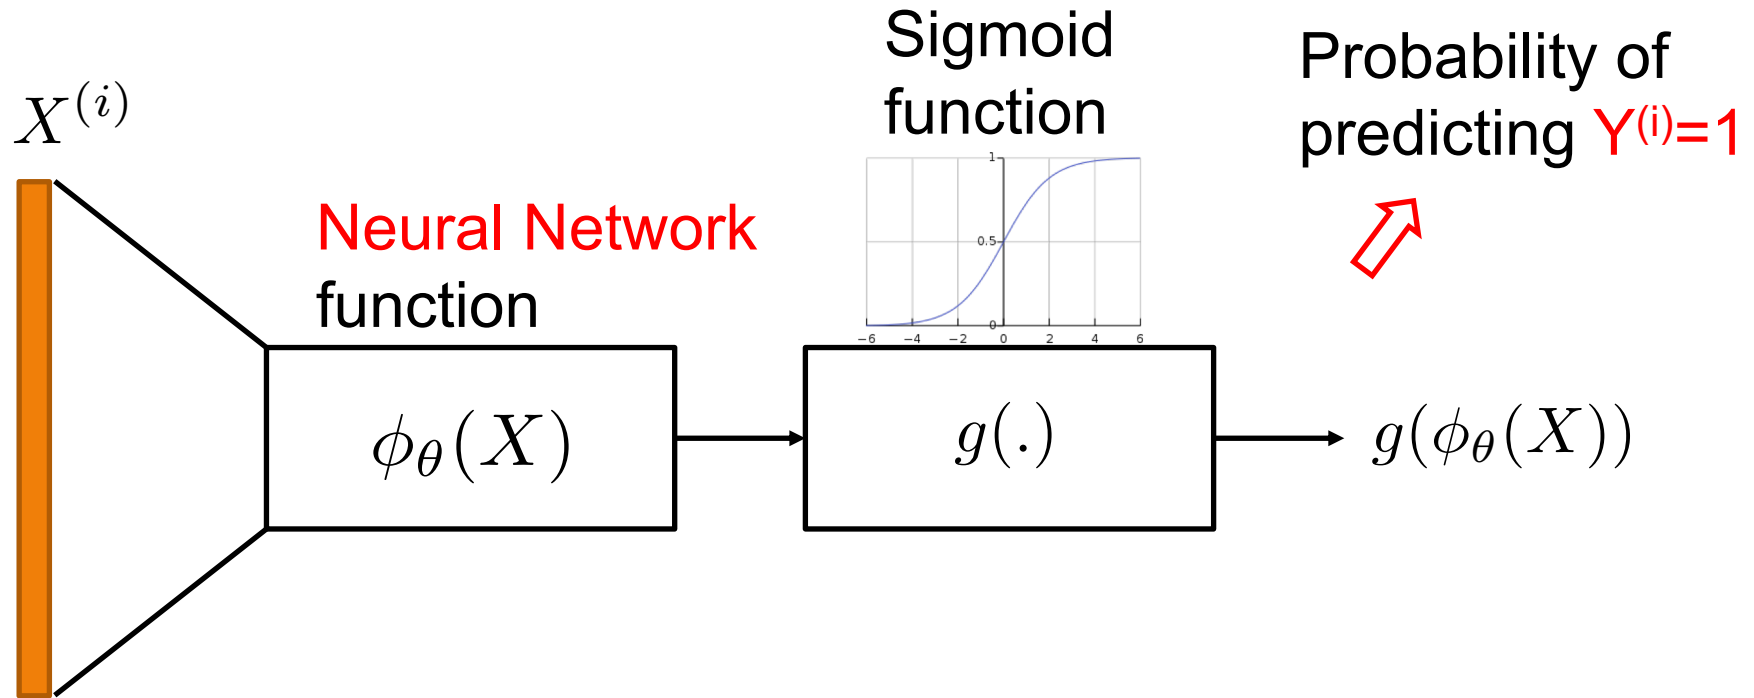 X^{(i)}
Neural Network
function
ϕ_θ(X)
Sigmoid
function
1
0.5
0
−6 −4 −2 0 2 4 6
g(.)
Probability of
predicting Y^{(i)}=1
g(ϕ_θ(X))